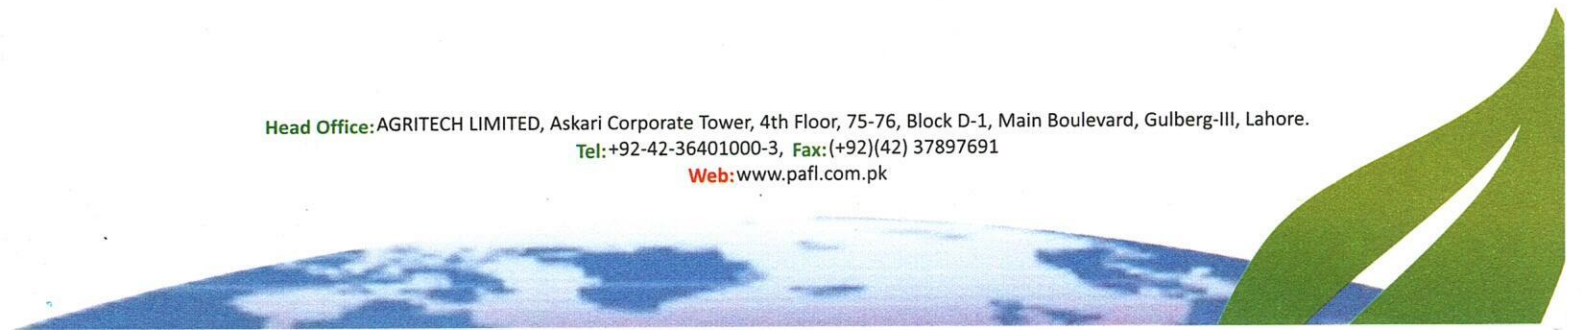 Head Office: AGRITECH LIMITED, Askari Corporate Tower, 4th Floor, 75-76, Block D-1, Main Boulevard, Gulberg-III, Lahore.
Tel:+92-42-36401000-3, Fax:(+92)(42) 37897691
Web:www.pafl.com.pk